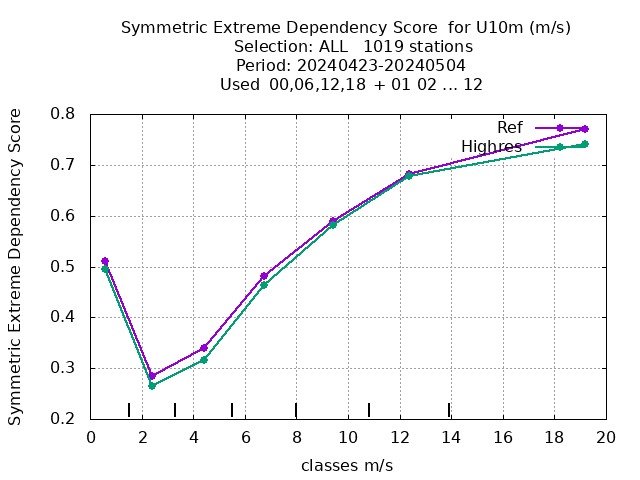 Symmetric Extreme Dependency Score for U10m (m/s)
Selection: ALL 1019 stations
Period: 20240423-20240504
Used 00,06,12,18 + 01 02 ... 12
Symmetric Extreme Dependency Score
0.8
0.7
0.6
0.5
0.4
0.3
0.2
Ref
Highres
0 2 4 6 8 10 12 14 16 18 20
classes m/s